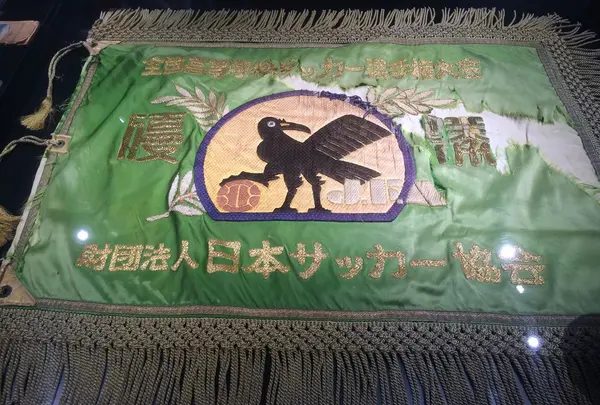 全国高等学校サッカー選手権大会
優勝
J.F.
財団法人日本サッカー協会